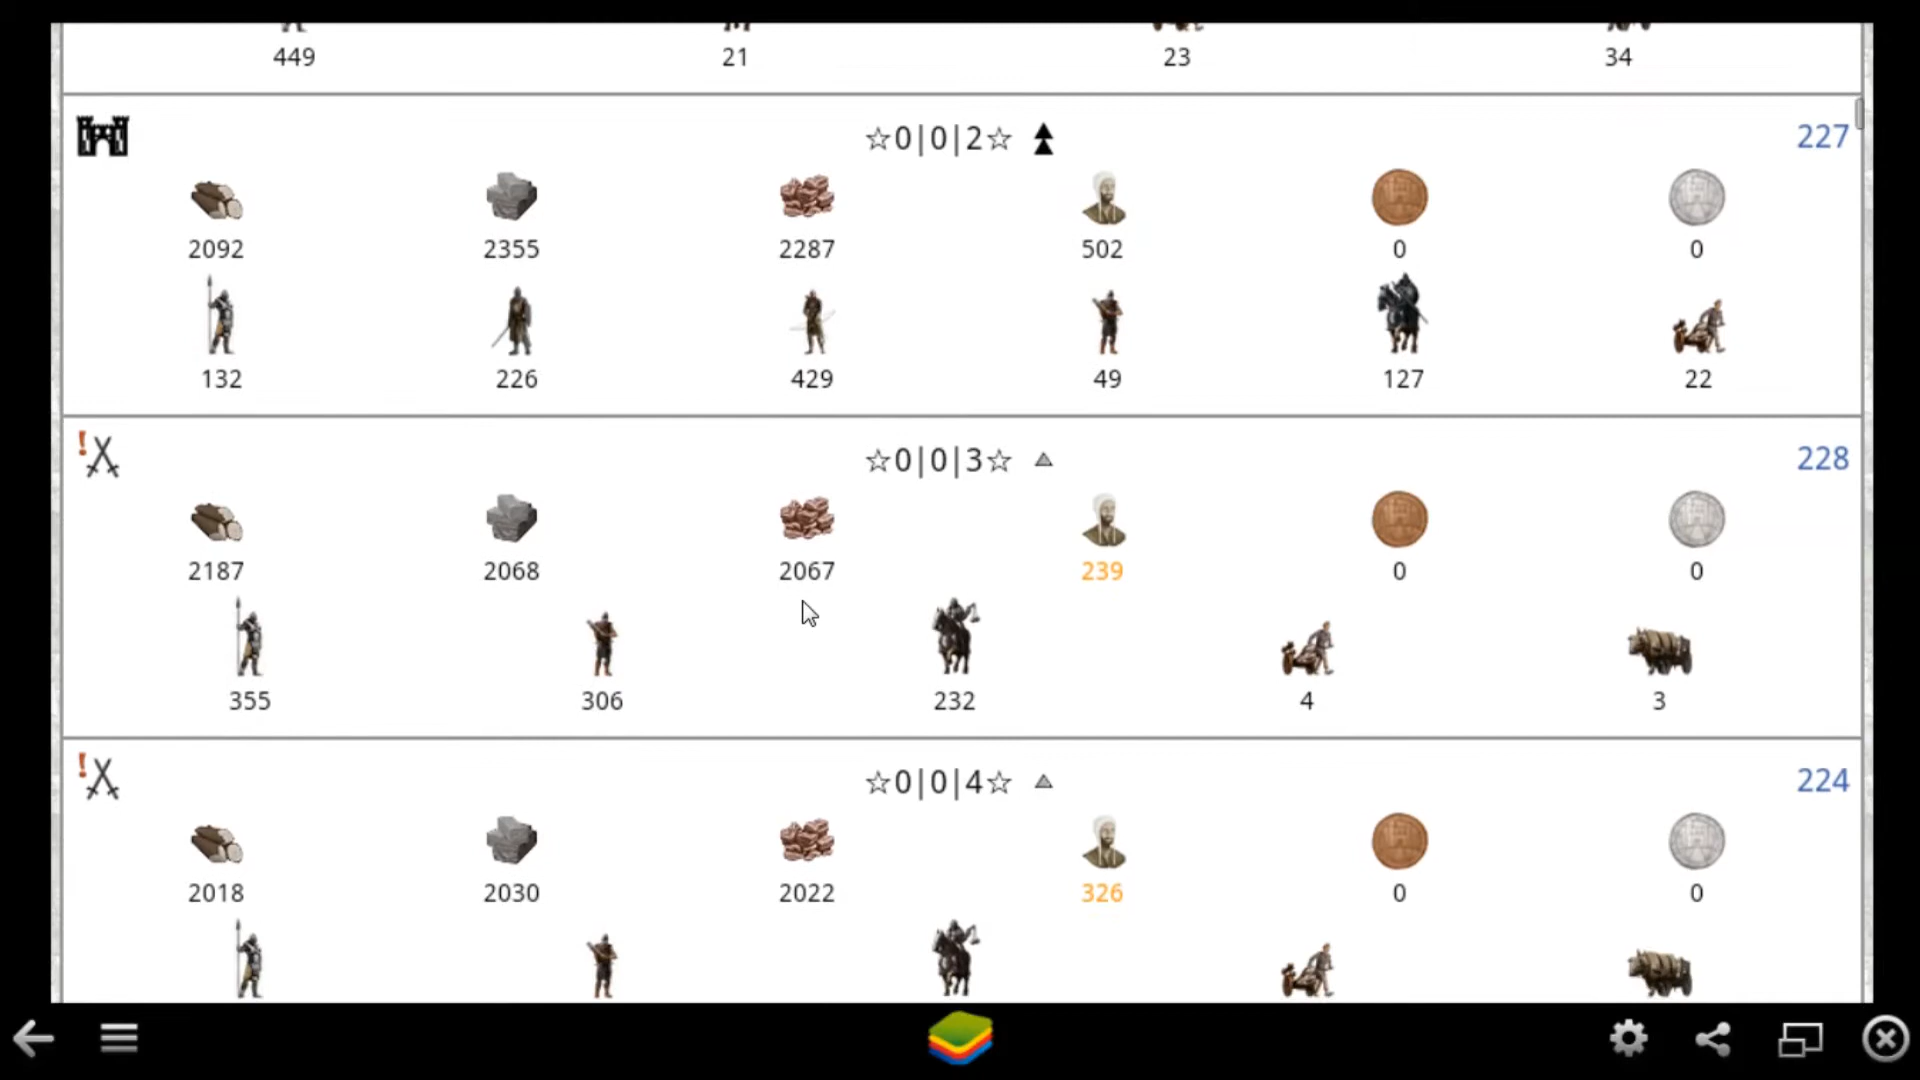 449 21 23 34
☆0|0|2☆ 227
2092 2355 2287 502 0 0
132 226 429 49 127 22
! ☆0|0|3☆ 228
2187 2068 2067 239 0 0
355 306 232 4 3
! ☆0|0|4☆ 224
2018 2030 2022 326 0 0